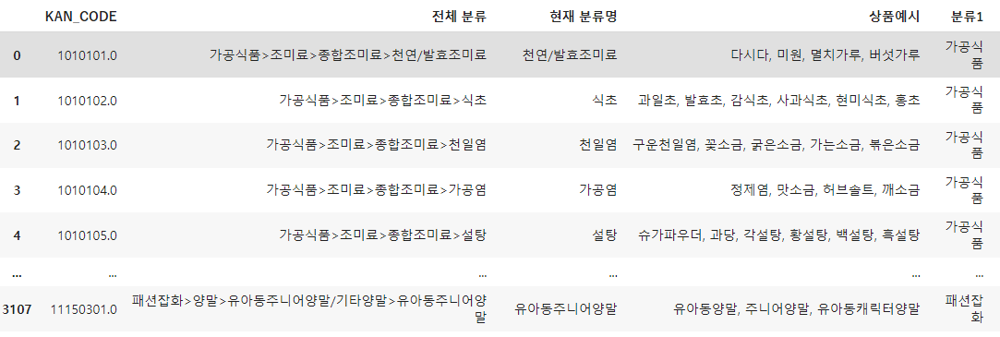 KAN_CODE 전체 분류 현재 분류명 상품예시 분류1
0 1010101.0 가공식품>조미료>종합조미료>천연/발효조미료 천연/발효조미료 다시다, 미원, 멸치가루, 버섯가루 가공식품
1 1010102.0 가공식품>조미료>종합조미료>식초 식초 과일초, 발효초, 감식초, 사과식초, 현미식초, 홍초 가공식품
2 1010103.0 가공식품>조미료>종합조미료>천일염 천일염 구운천일염, 꽃소금, 굵은소금, 가는소금, 볶은소금 가공식품
3 1010104.0 가공식품>조미료>종합조미료>가공염 가공염 정제염, 맛소금, 허브솔트, 깨소금 가공식품
4 1010105.0 가공식품>조미료>종합조미료>설탕 설탕 슈가파우더, 과당, 각설탕, 황설탕, 백설탕, 흑설탕 가공식품
... ... ... ... ... ...
3107 11150301.0 패션잡화>양말>유아동주니어양말/기타양말>유아동주니어양말 유아동주니어양말 유아동양말, 주니어양말, 유아동캐릭터양말 패션잡화